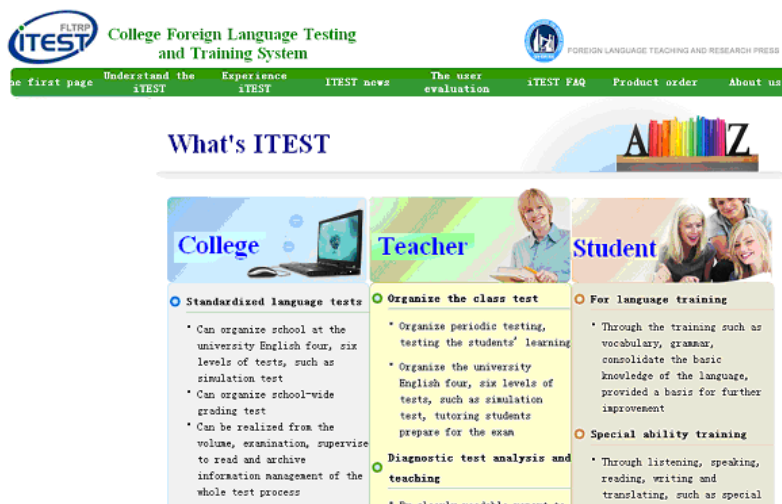 FLTRP
iTEST
College Foreign Language Testing
and Training System
FOREIGN LANGUAGE TEACHING AND RESEARCH PRESS
he first page
Understand the
iTEST
Experience
iTEST
ITEST news
The user
evaluation
iTEST FAQ
Product order
About us
A Z
What's ITEST
College
Standardized language tests
Can organize school at the
university English four, six
levels of tests, such as
simulation test
Can organize school-wide
grading test
Can be realized from the
volume, examination, supervise
to read and archive
information management of the
whole test process
Teacher
Organize the class test
Organize periodic testing,
testing the students' learning
Organize the university
English four, six levels of
tests, such as simulation
test, tutoring students
prepare for the exam
Diagnostic test analysis and
teaching
Student
For language training
Through the training such as
vocabulary, grammar,
consolidate the basic
knowledge of the language,
provided a basis for further
improvement
Special ability training
Through listening, speaking,
reading, writing and
translating, such as special